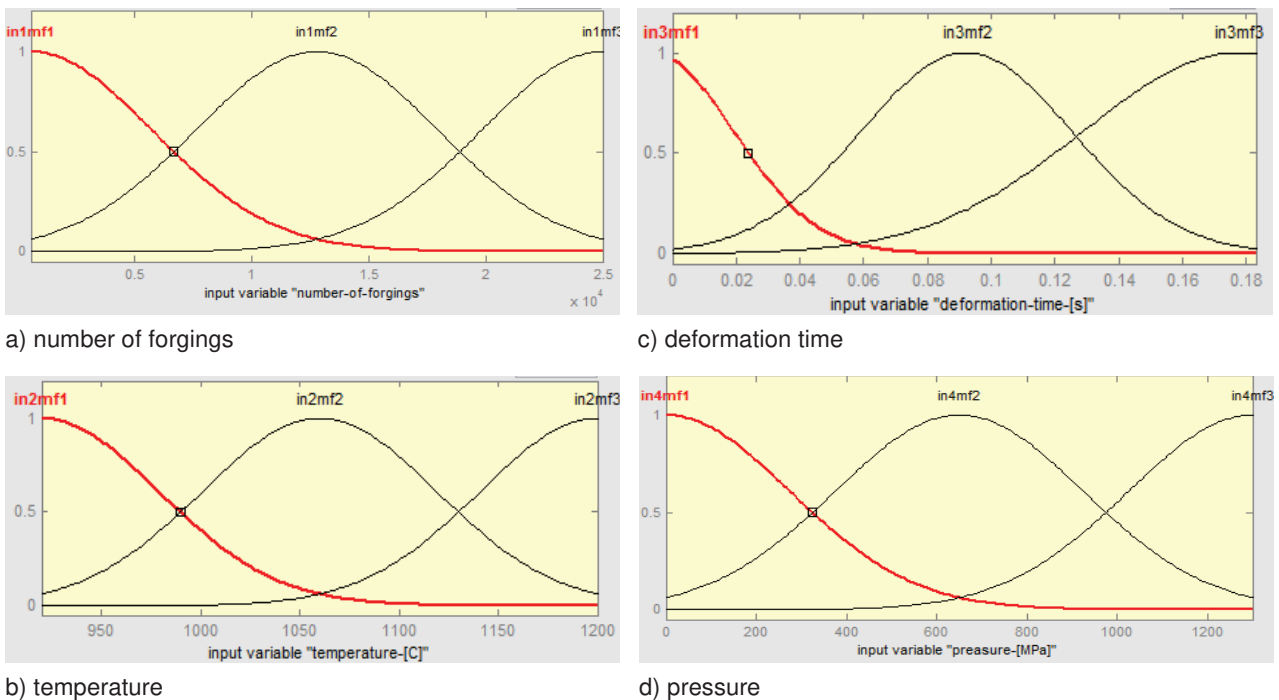 in1mf1 in1mf2 in1mf3
1
0.5
0
0.5 1 1.5 2 2.5
input variable "number-of-forgings"
x 10⁴
a) number of forgings
in3mf1 in3mf2 in3mf3
1
0.5
0
0 0.02 0.04 0.06 0.08 0.1 0.12 0.14 0.16 0.18
input variable "deformation-time-[s]"
c) deformation time
in2mf1 in2mf2 in2mf3
1
0.5
0
950 1000 1050 1100 1150 1200
input variable "temperature-[C]"
b) temperature
in4mf1 in4mf2 in4mf3
1
0.5
0
0 200 400 600 800 1000 1200
input variable "preasure-[MPa]"
d) pressure